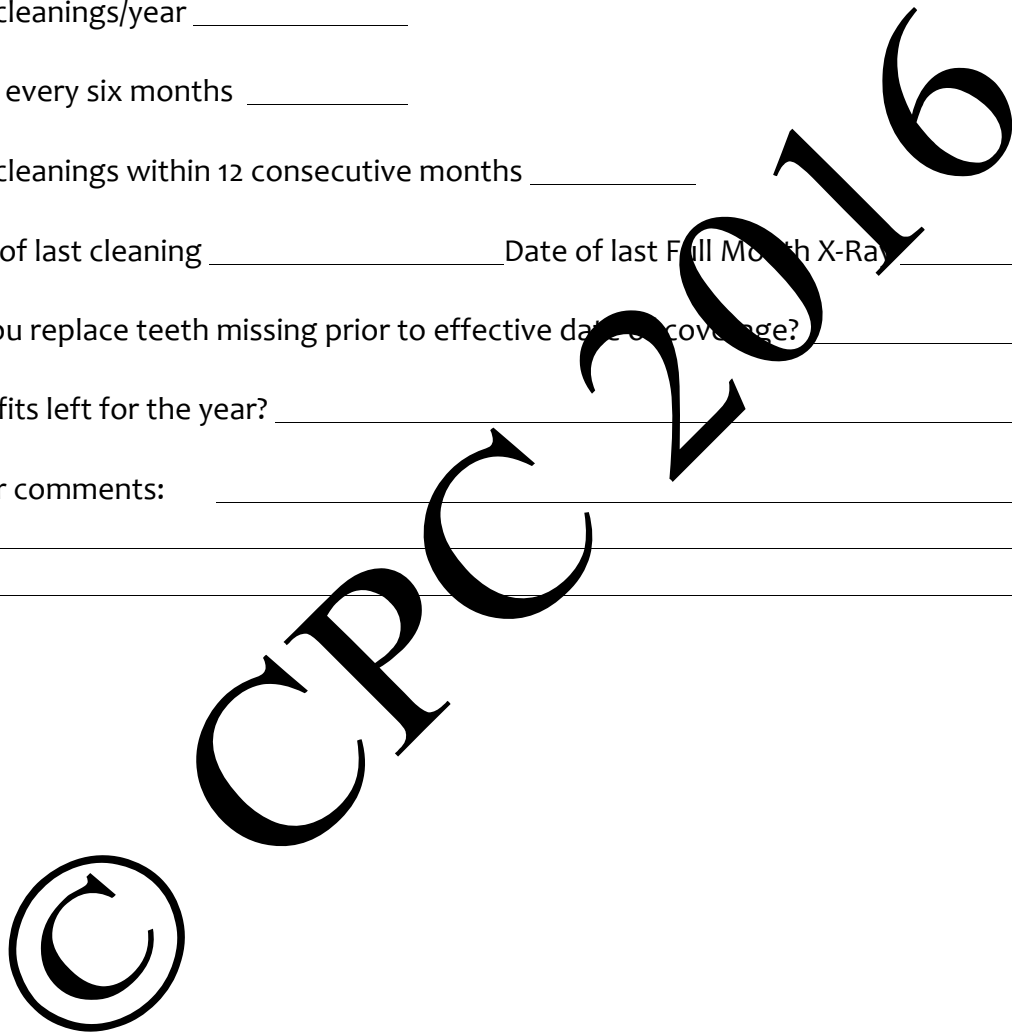 cleanings/year
every six months
cleanings within 12 consecutive months
of last cleaning Date of last Full Mouth X-Ray
ou replace teeth missing prior to effective date of coverage?
fits left for the year?
r comments:
© CPC 2016